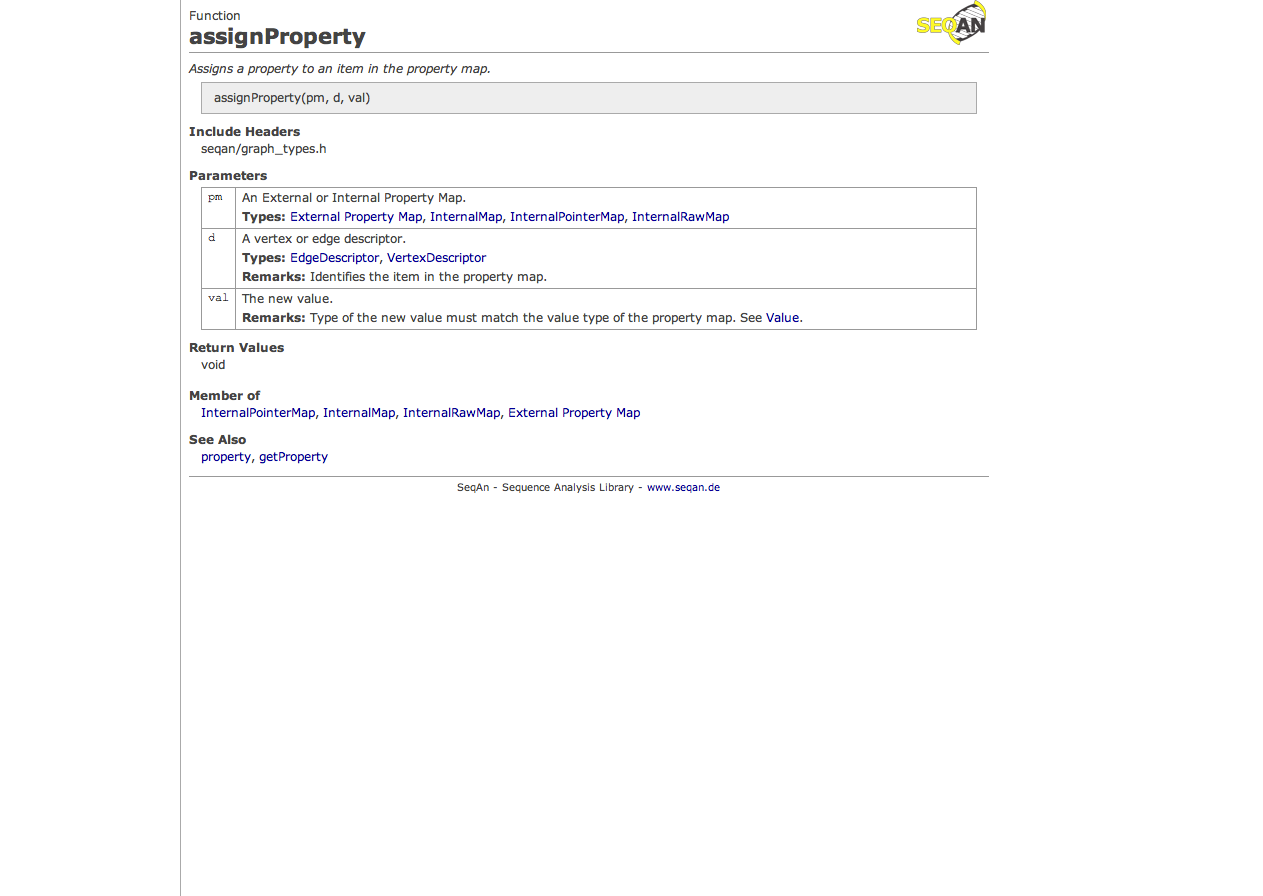 Function
assignProperty
SEQAN
Assigns a property to an item in the property map.
assignProperty(pm, d, val)
Include Headers
seqan/graph_types.h
Parameters
pm An External or Internal Property Map.
Types: External Property Map, InternalMap, InternalPointerMap, InternalRawMap
d A vertex or edge descriptor.
Types: EdgeDescriptor, VertexDescriptor
Remarks: Identifies the item in the property map.
val The new value.
Remarks: Type of the new value must match the value type of the property map. See Value.
Return Values
void
Member of
InternalPointerMap, InternalMap, InternalRawMap, External Property Map
See Also
property, getProperty
SeqAn - Sequence Analysis Library - www.seqan.de